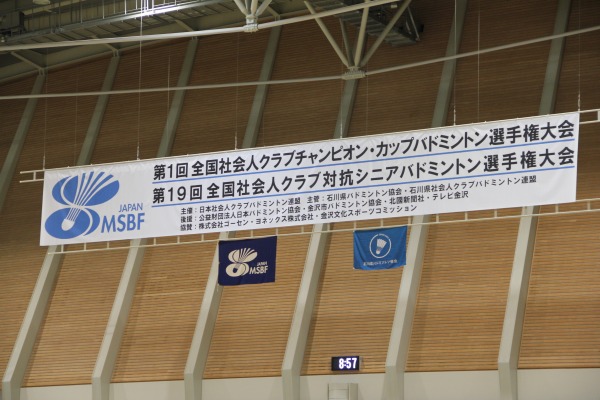 第1回 全国社会人クラブチャンピオン・カップバドミントン選手権大会
第19回 全国社会人クラブ対抗シニアバドミントン選手権大会
JAPAN
MSBF
主催：日本社会人クラブバドミントン連盟 主管：石川県バドミントン協会・石川県社会人クラブバドミントン連盟
後援：公益財団法人日本バドミントン協会・金沢市バドミントン協会・北國新聞社・テレビ金沢
協賛：株式会社ゴーセン・ヨネックス株式会社・金沢文化スポーツコミッション
JAPAN
MSBF
8:57